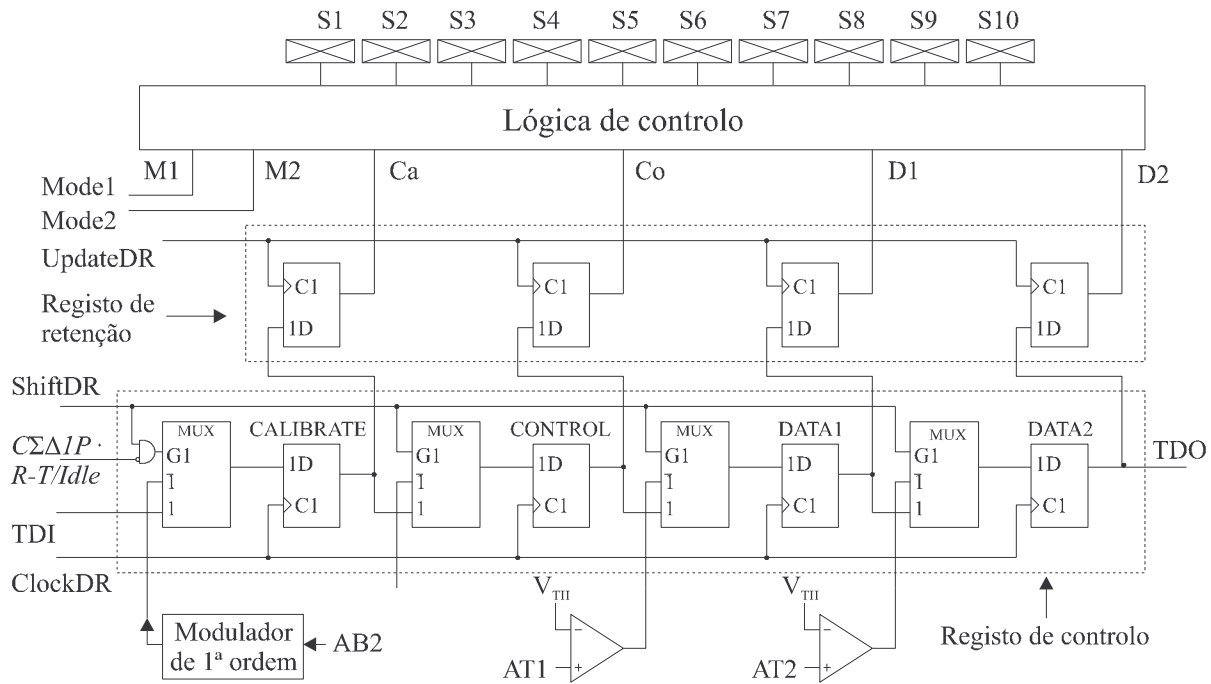 S1 S2 S3 S4 S5 S6 S7 S8 S9 S10
Lógica de controlo
M1 M2 Ca Co D1 D2
Mode1
Mode2
UpdateDR
C1 C1 C1 C1
Registo de
retenção
1D 1D 1D 1D
ShiftDR
MUX CALIBRATE MUX CONTROL MUX DATA1 MUX DATA2
CΣΔ1P ·
R-T/Idle
G1 1D G1 1D G1 1D G1 1D
TDO
1̅ 1̅ 1̅ 1̅
1 C1 1 C1 1 C1 1 C1
TDI
ClockDR
VTH VTH
Modulador
de 1ª ordem
AB2
− −
AT1 + AT2 +
Registo de controlo